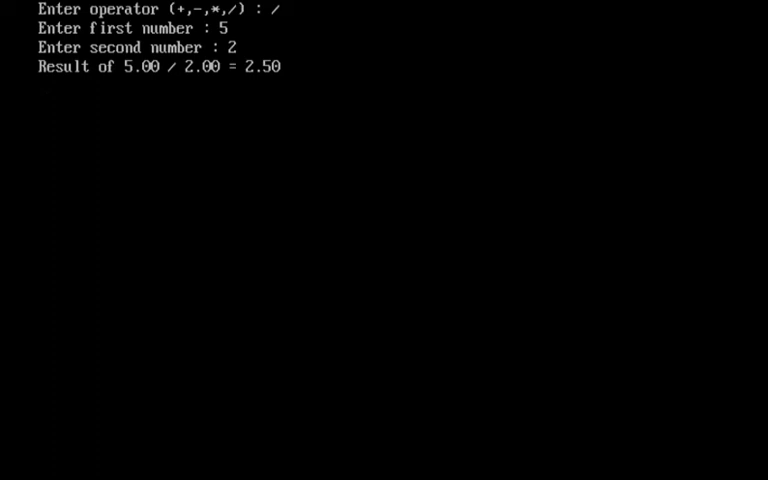 Enter operator (+,-,*,/) : /
Enter first number : 5
Enter second number : 2
Result of 5.00 / 2.00 = 2.50